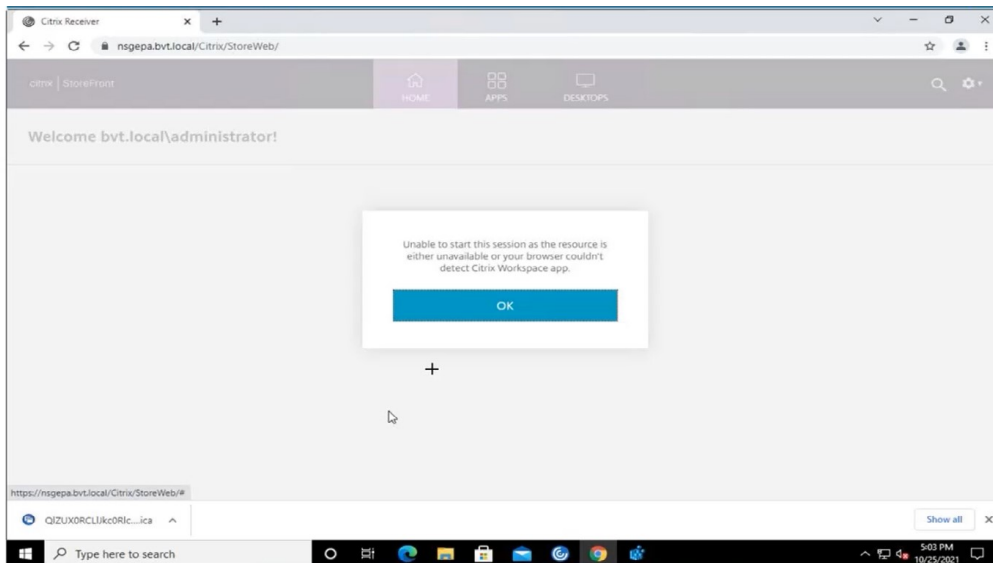 Citrix Receiver
nsgepa.bvt.local/Citrix/StoreWeb/
citrix | StoreFront
HOME
APPS
DESKTOPS
Welcome bvt.local\administrator!
Unable to start this session as the resource is
either unavailable or your browser couldn't
detect Citrix Workspace app.
OK
https://nsgepa.bvt.local/Citrix/StoreWeb/#
Show all
Type here to search
5:03 PM
10/25/2021